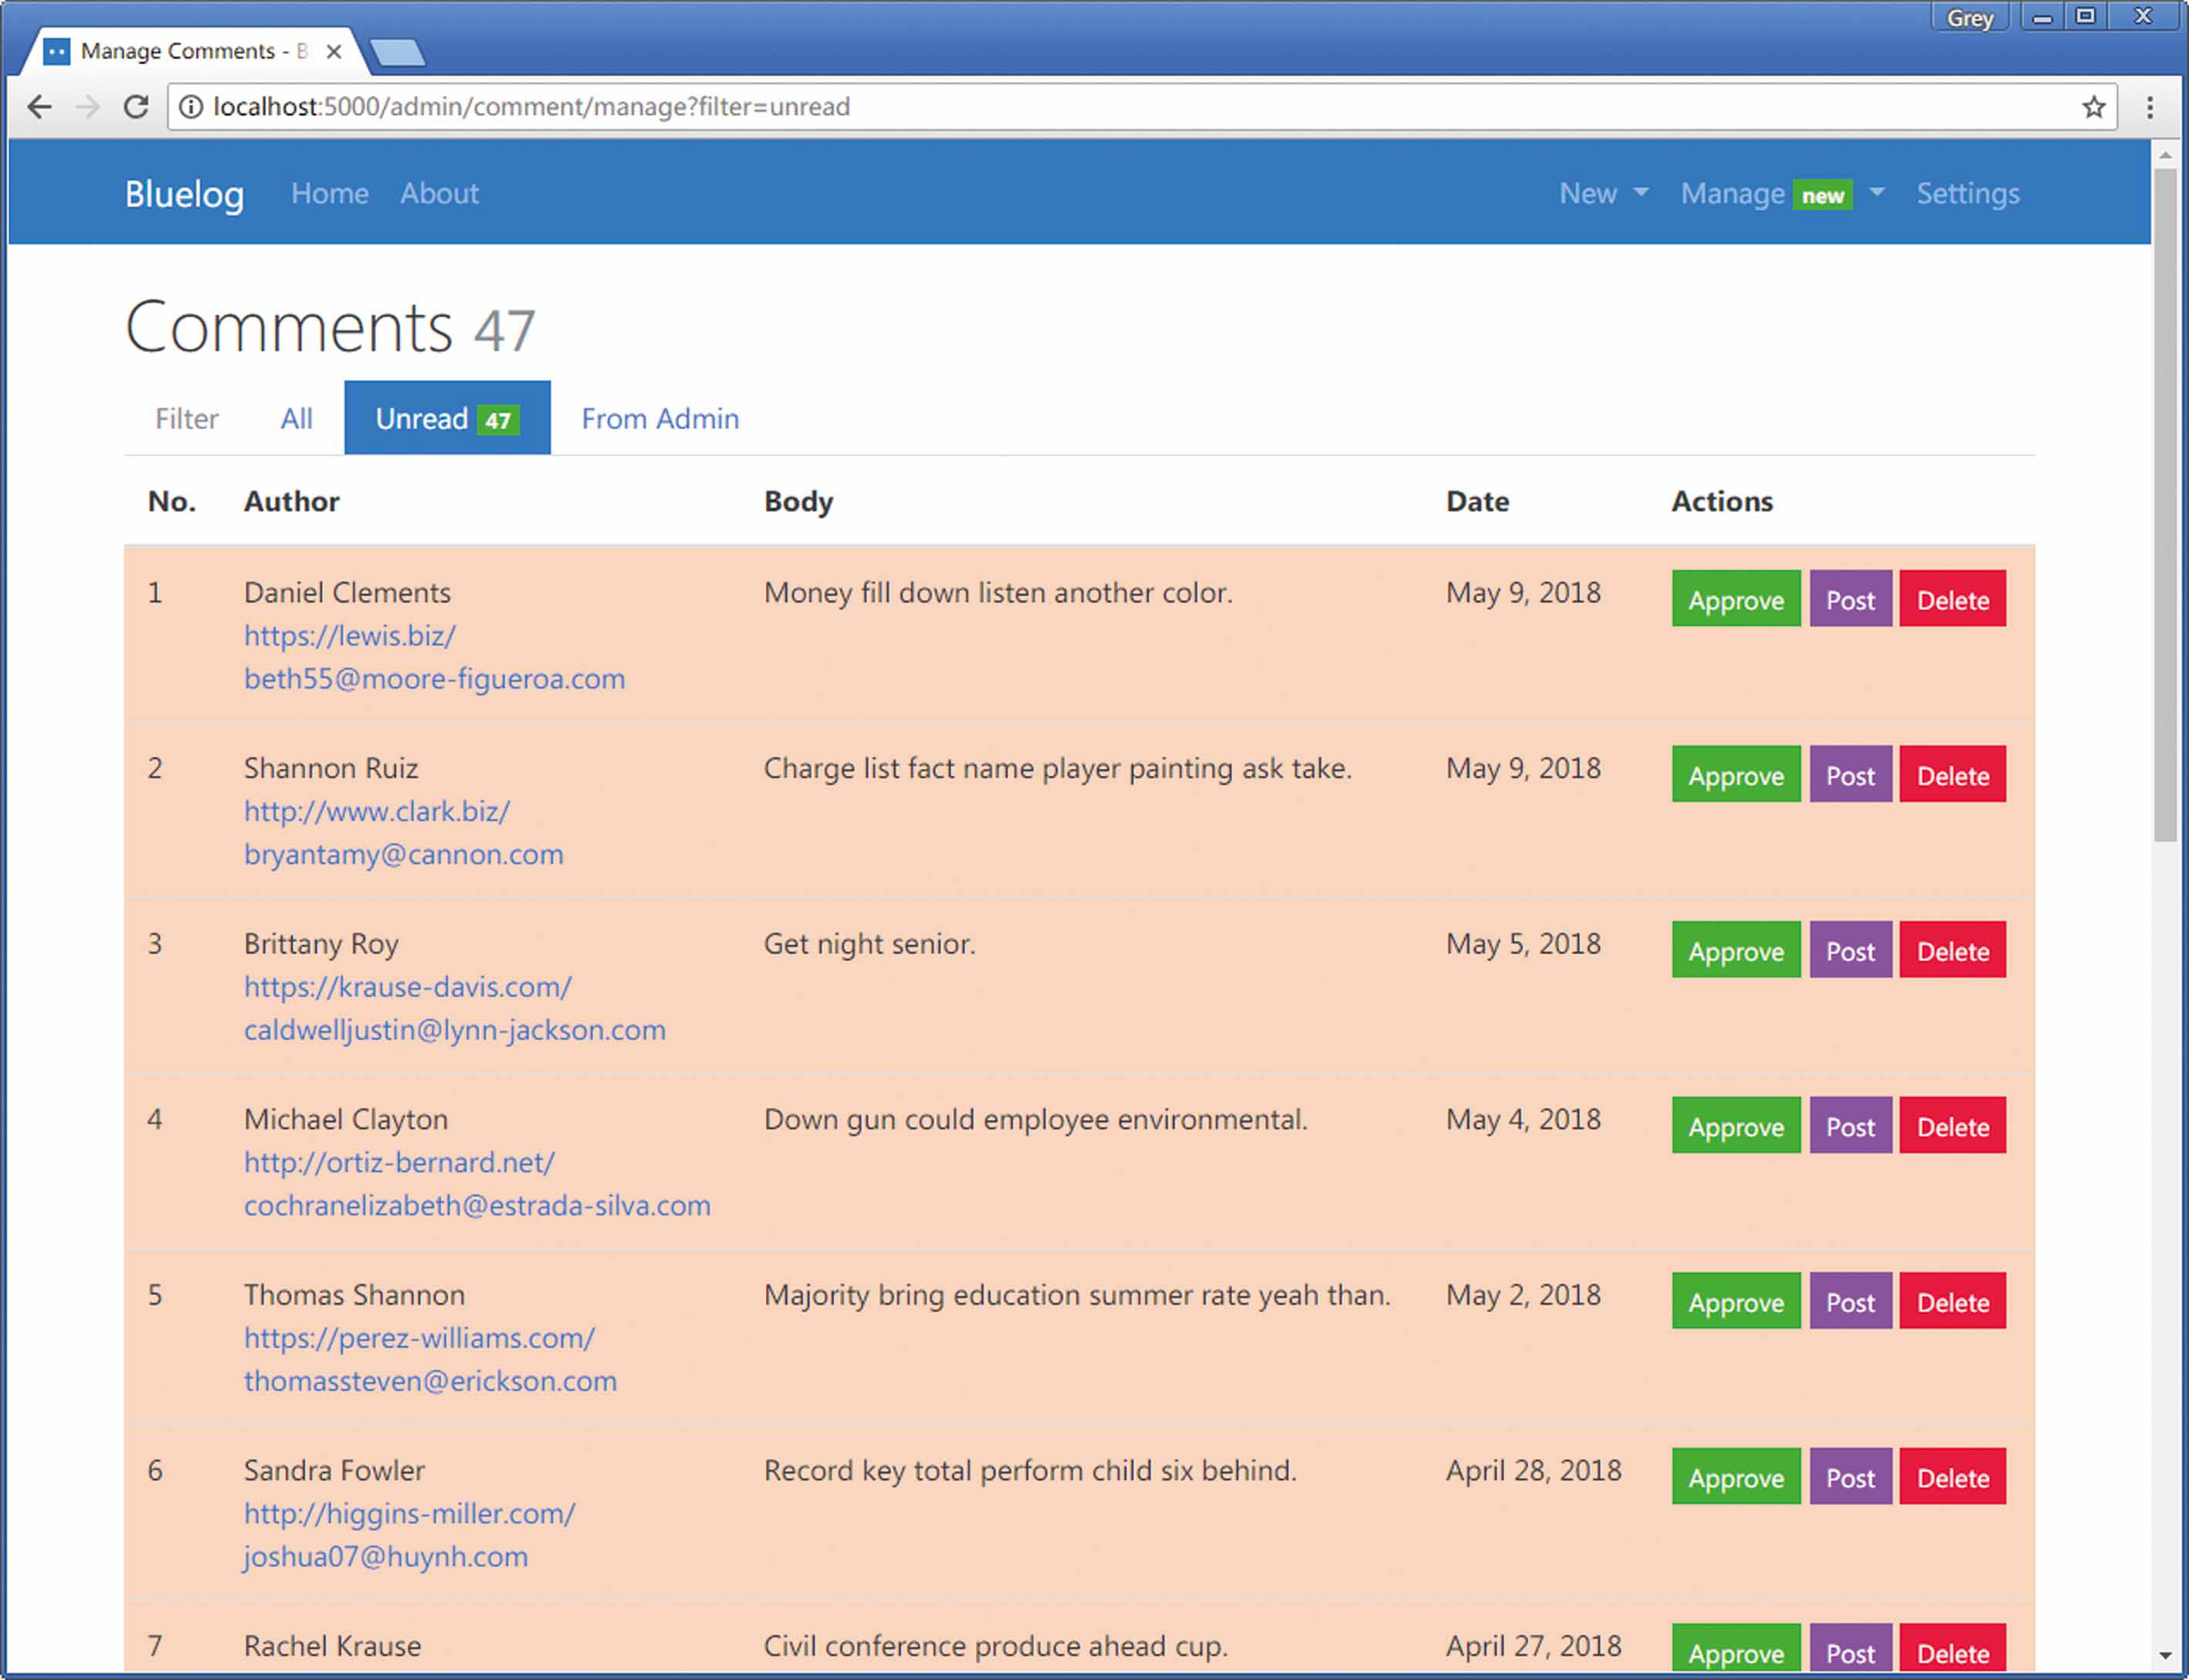 Grey
Manage Comments - B
localhost:5000/admin/comment/manage?filter=unread
Bluelog Home About New Manage new Settings
Comments 47
Filter All Unread 47 From Admin
No. Author Body Date Actions
1 Daniel Clements Money fill down listen another color. May 9, 2018 Approve Post Delete
https://lewis.biz/
beth55@moore-figueroa.com
2 Shannon Ruiz Charge list fact name player painting ask take. May 9, 2018 Approve Post Delete
http://www.clark.biz/
bryantamy@cannon.com
3 Brittany Roy Get night senior. May 5, 2018 Approve Post Delete
https://krause-davis.com/
caldwelljustin@lynn-jackson.com
4 Michael Clayton Down gun could employee environmental. May 4, 2018 Approve Post Delete
http://ortiz-bernard.net/
cochranelizabeth@estrada-silva.com
5 Thomas Shannon Majority bring education summer rate yeah than. May 2, 2018 Approve Post Delete
https://perez-williams.com/
thomassteven@erickson.com
6 Sandra Fowler Record key total perform child six behind. April 28, 2018 Approve Post Delete
http://higgins-miller.com/
joshua07@huynh.com
7 Rachel Krause Civil conference produce ahead cup. April 27, 2018 Approve Post Delete